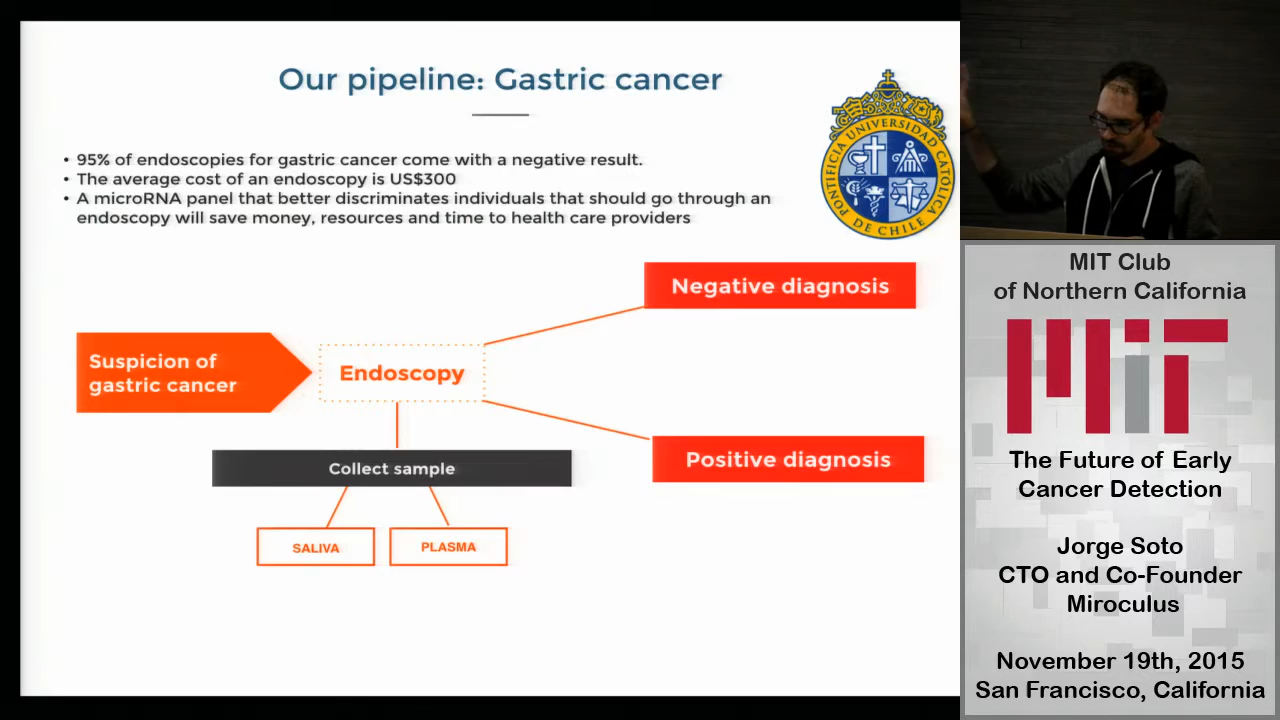 Our pipeline: Gastric cancer
• 95% of endoscopies for gastric cancer come with a negative result.
• The average cost of an endoscopy is US$300
• A microRNA panel that better discriminates individuals that should go through an
endoscopy will save money, resources and time to health care providers
PONTIFICIA UNIVERSIDAD CATÓLICA
DE CHILE
Negative diagnosis
Suspicion of
gastric cancer
Endoscopy
Positive diagnosis
Collect sample
SALIVA
PLASMA
MIT Club
of Northern California
MIT
The Future of Early
Cancer Detection
Jorge Soto
CTO and Co-Founder
Miroculus
November 19th, 2015
San Francisco, California